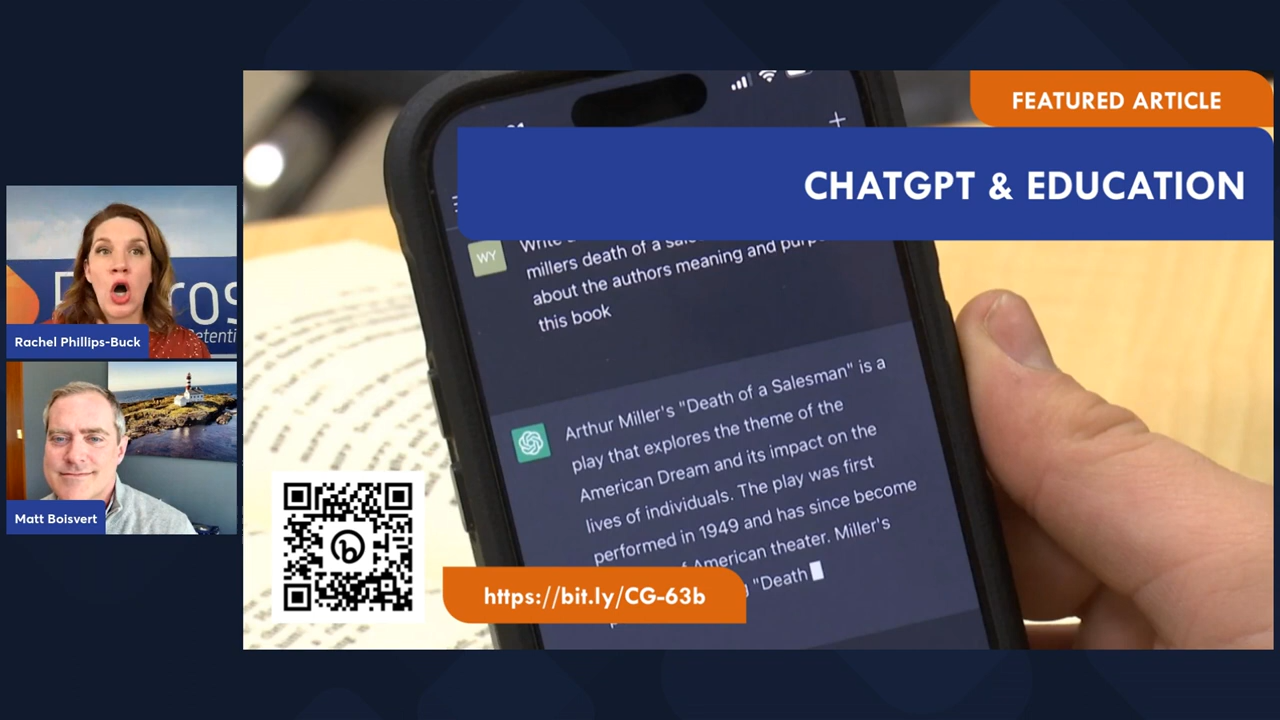 FEATURED ARTICLE
CHATGPT & EDUCATION
WY
millers death of a
about the authors meaning and
this book
Arthur Miller's "Death of a Salesman" is a
play that explores the theme of the
American Dream and its impact on the
lives of individuals. The play was first
performed in 1949 and has since become
of American theater. Miller's
"Death
Rachel Phillips-Buck
Matt Boisvert
https://bit.ly/CG-63b